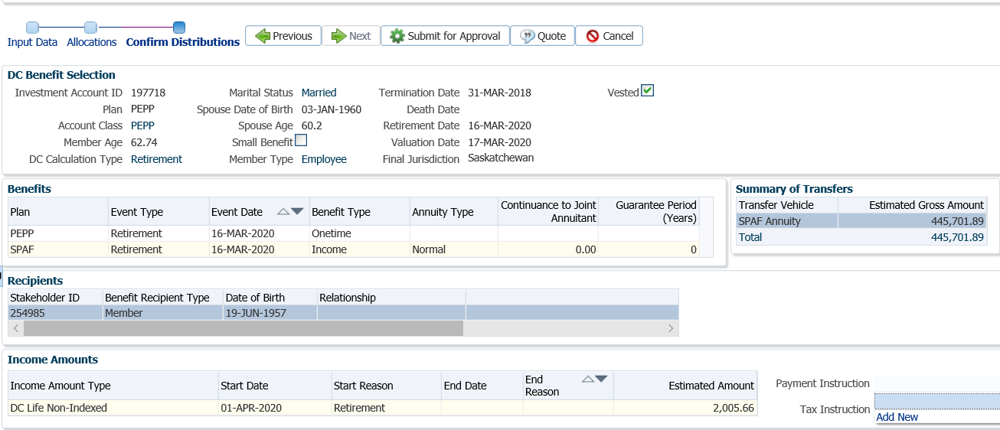 Input Data Allocations Confirm Distributions Previous Next Submit for Approval Quote Cancel
DC Benefit Selection
Investment Account ID 197718 Marital Status Married Termination Date 31-MAR-2018 Vested
Plan PEPP Spouse Date of Birth 03-JAN-1960 Death Date
Account Class PEPP Spouse Age 60.2 Retirement Date 16-MAR-2020
Member Age 62.74 Small Benefit Valuation Date 17-MAR-2020
DC Calculation Type Retirement Member Type Employee Final Jurisdiction Saskatchewan
Benefits
Plan Event Type Event Date Benefit Type Annuity Type Continuance to Joint Annuitant Guarantee Period (Years)
PEPP Retirement 16-MAR-2020 Onetime
SPAF Retirement 16-MAR-2020 Income Normal 0.00 0
Summary of Transfers
Transfer Vehicle Estimated Gross Amount
SPAF Annuity 445,701.89
Total 445,701.89
Recipients
Stakeholder ID Benefit Recipient Type Date of Birth Relationship
254985 Member 19-JUN-1957
Income Amounts
Income Amount Type Start Date Start Reason End Date End Reason Estimated Amount
DC Life Non-Indexed 01-APR-2020 Retirement 2,005.66
Payment Instruction
Tax Instruction
Add New